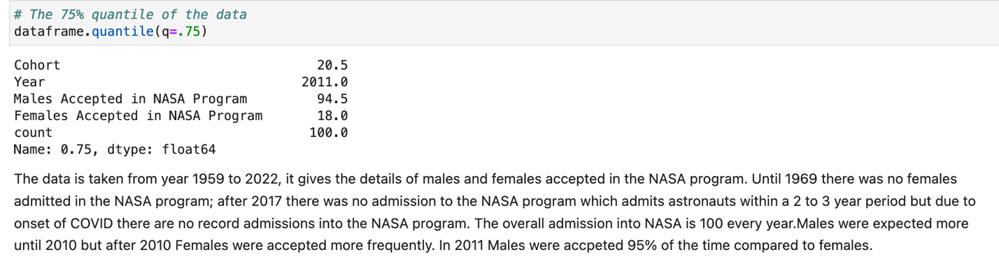 # The 75% quantile of the data
dataframe.quantile(q=.75)
Cohort 20.5
Year 2011.0
Males Accepted in NASA Program 94.5
Females Accepted in NASA Program 18.0
count 100.0
Name: 0.75, dtype: float64
The data is taken from year 1959 to 2022, it gives the details of males and females accepted in the NASA program. Until 1969 there was no females
admitted in the NASA program; after 2017 there was no admission to the NASA program which admits astronauts within a 2 to 3 year period but due to
onset of COVID there are no record admissions into the NASA program. The overall admission into NASA is 100 every year.Males were expected more
until 2010 but after 2010 Females were accepted more frequently. In 2011 Males were accpeted 95% of the time compared to females.